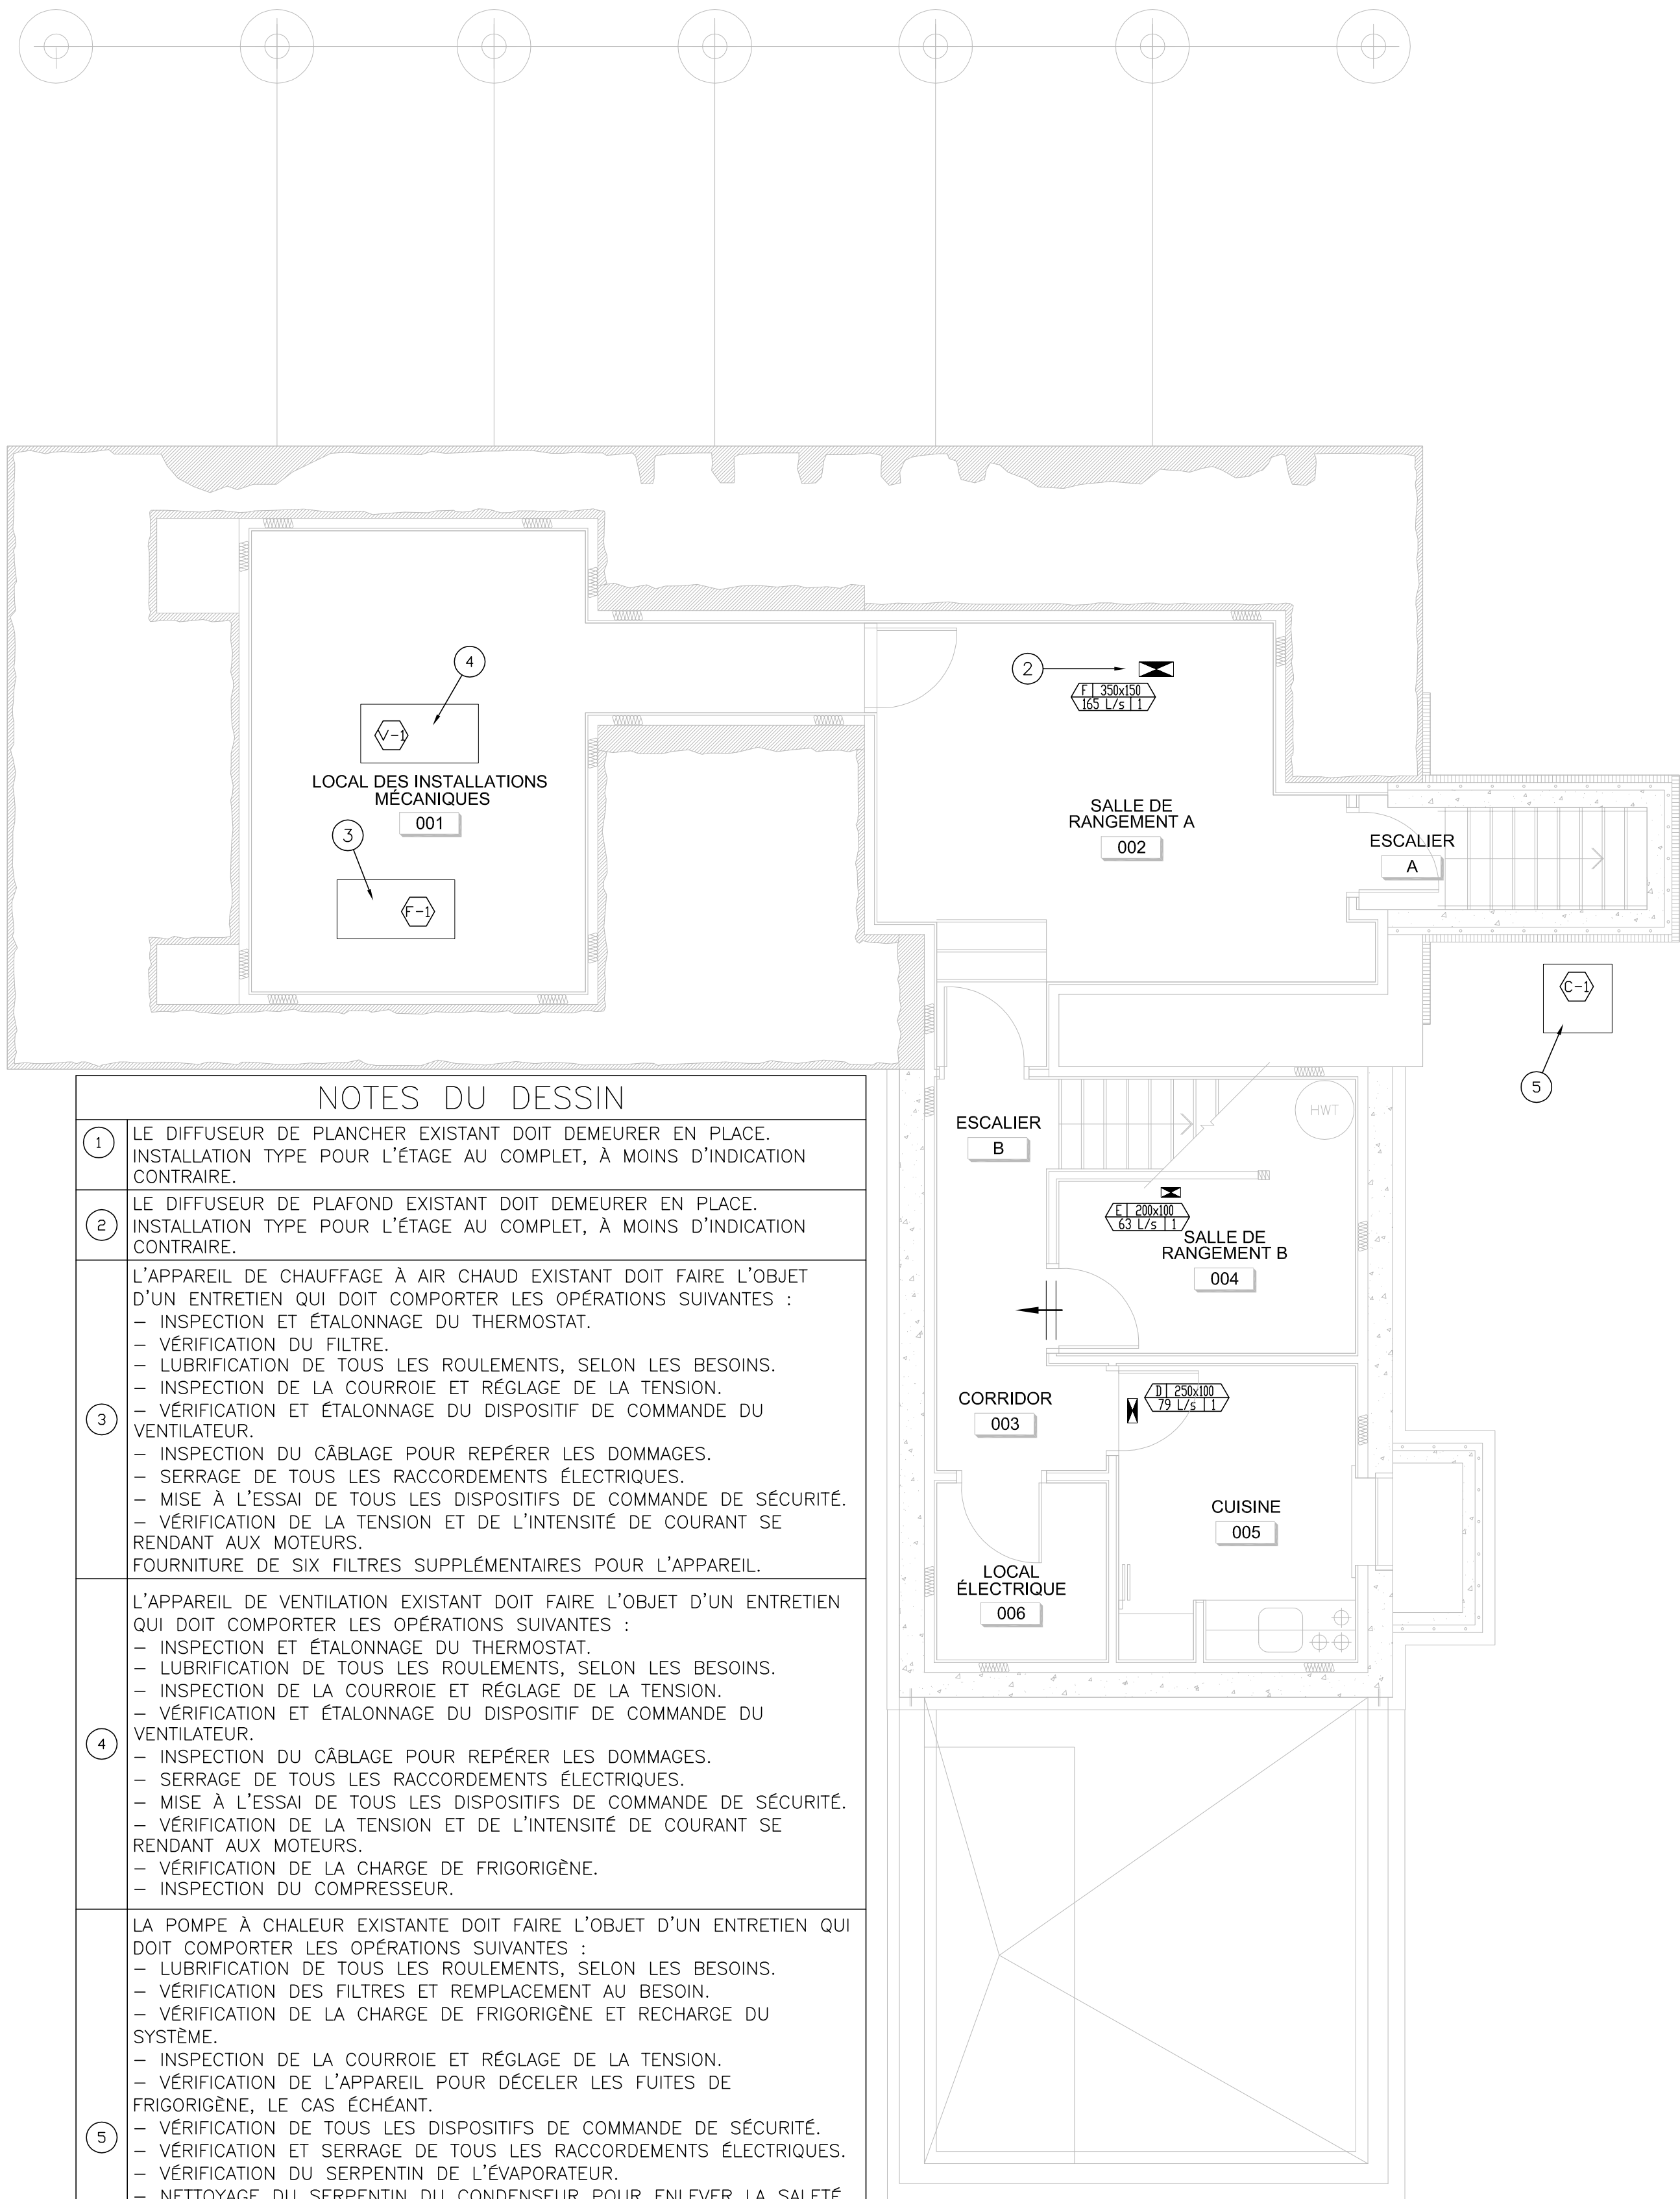 4
2
F 350x150
165 L/s 1
V-1
LOCAL DES INSTALLATIONS
MÉCANIQUES
001
3
F-1
SALLE DE
RANGEMENT A
002
ESCALIER
A
C-1
5
ESCALIER
B
HWT
E 200x100
63 L/s 1
SALLE DE
RANGEMENT B
004
D 250x100
79 L/s 1
CORRIDOR
003
CUISINE
005
LOCAL
ÉLECTRIQUE
006
NOTES DU DESSIN
1
LE DIFFUSEUR DE PLANCHER EXISTANT DOIT DEMEURER EN PLACE.
INSTALLATION TYPE POUR L'ÉTAGE AU COMPLET, À MOINS D'INDICATION
CONTRAIRE.
2
LE DIFFUSEUR DE PLAFOND EXISTANT DOIT DEMEURER EN PLACE.
INSTALLATION TYPE POUR L'ÉTAGE AU COMPLET, À MOINS D'INDICATION
CONTRAIRE.
3
L'APPAREIL DE CHAUFFAGE À AIR CHAUD EXISTANT DOIT FAIRE L'OBJET
D'UN ENTRETIEN QUI DOIT COMPORTER LES OPÉRATIONS SUIVANTES :
– INSPECTION ET ÉTALONNAGE DU THERMOSTAT.
– VÉRIFICATION DU FILTRE.
– LUBRIFICATION DE TOUS LES ROULEMENTS, SELON LES BESOINS.
– INSPECTION DE LA COURROIE ET RÉGLAGE DE LA TENSION.
– VÉRIFICATION ET ÉTALONNAGE DU DISPOSITIF DE COMMANDE DU
VENTILATEUR.
– INSPECTION DU CÂBLAGE POUR REPÉRER LES DOMMAGES.
– SERRAGE DE TOUS LES RACCORDEMENTS ÉLECTRIQUES.
– MISE À L'ESSAI DE TOUS LES DISPOSITIFS DE COMMANDE DE SÉCURITÉ.
– VÉRIFICATION DE LA TENSION ET DE L'INTENSITÉ DE COURANT SE
RENDANT AUX MOTEURS.
FOURNITURE DE SIX FILTRES SUPPLÉMENTAIRES POUR L'APPAREIL.
4
L'APPAREIL DE VENTILATION EXISTANT DOIT FAIRE L'OBJET D'UN ENTRETIEN
QUI DOIT COMPORTER LES OPÉRATIONS SUIVANTES :
– INSPECTION ET ÉTALONNAGE DU THERMOSTAT.
– LUBRIFICATION DE TOUS LES ROULEMENTS, SELON LES BESOINS.
– INSPECTION DE LA COURROIE ET RÉGLAGE DE LA TENSION.
– VÉRIFICATION ET ÉTALONNAGE DU DISPOSITIF DE COMMANDE DU
VENTILATEUR.
– INSPECTION DU CÂBLAGE POUR REPÉRER LES DOMMAGES.
– SERRAGE DE TOUS LES RACCORDEMENTS ÉLECTRIQUES.
– MISE À L'ESSAI DE TOUS LES DISPOSITIFS DE COMMANDE DE SÉCURITÉ.
– VÉRIFICATION DE LA TENSION ET DE L'INTENSITÉ DE COURANT SE
RENDANT AUX MOTEURS.
– VÉRIFICATION DE LA CHARGE DE FRIGORIGÈNE.
– INSPECTION DU COMPRESSEUR.
5
LA POMPE À CHALEUR EXISTANTE DOIT FAIRE L'OBJET D'UN ENTRETIEN QUI
DOIT COMPORTER LES OPÉRATIONS SUIVANTES :
– LUBRIFICATION DE TOUS LES ROULEMENTS, SELON LES BESOINS.
– VÉRIFICATION DES FILTRES ET REMPLACEMENT AU BESOIN.
– VÉRIFICATION DE LA CHARGE DE FRIGORIGÈNE ET RECHARGE DU
SYSTÈME.
– INSPECTION DE LA COURROIE ET RÉGLAGE DE LA TENSION.
– VÉRIFICATION DE L'APPAREIL POUR DÉCELER LES FUITES DE
FRIGORIGÈNE, LE CAS ÉCHÉANT.
– VÉRIFICATION DE TOUS LES DISPOSITIFS DE COMMANDE DE SÉCURITÉ.
– VÉRIFICATION ET SERRAGE DE TOUS LES RACCORDEMENTS ÉLECTRIQUES.
– VÉRIFICATION DU SERPENTIN DE L'ÉVAPORATEUR.
– NETTOYAGE DU SERPENTIN DU CONDENSEUR POUR ENLEVER LA SALETÉ